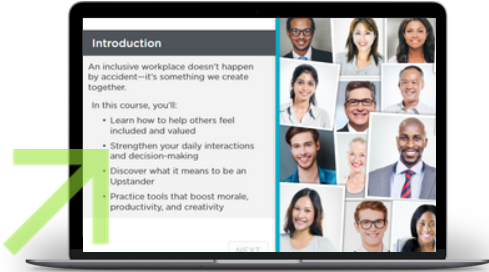 Introduction
An inclusive workplace doesn't happen
by accident—it's something we create
together.
In this course, you'll:
• Learn how to help others feel
included and valued
• Strengthen your daily interactions
and decision-making
• Discover what it means to be an
Upstander
• Practice tools that boost morale,
productivity, and creativity
NEXT